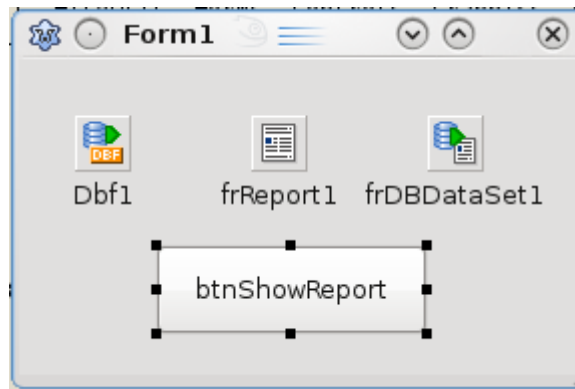 Form1
DBF
Dbf1
frReport1
frDBDataSet1
btnShowReport